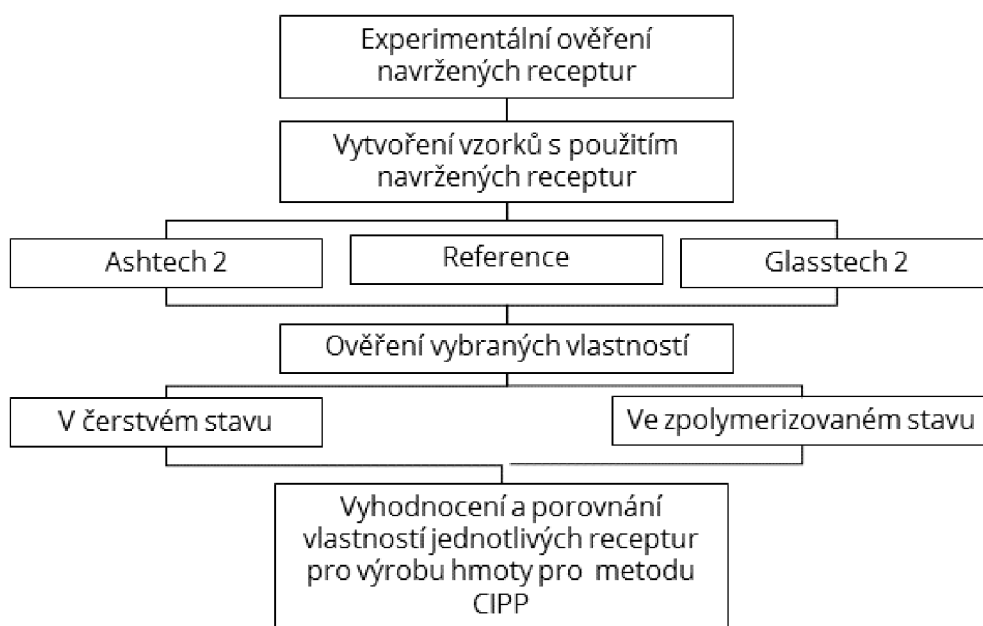 Experimentální ověření
navržených receptur
Vytvoření vzorků s použitím
navržených receptur
Ashtech 2
Reference
Glasstech 2
Ověření vybraných vlastností
V čerstvém stavu
Ve zpolymerizovaném stavu
Vyhodnocení a porovnání
vlastností jednotlivých receptur
pro výrobu hmoty pro metodu
CIPP